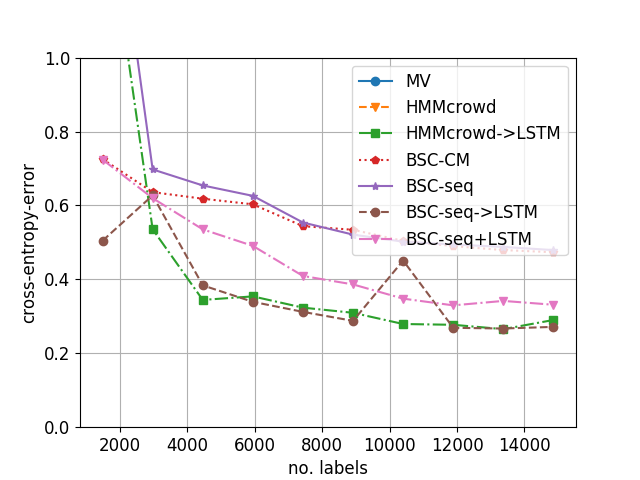 1.0
0.8
0.6
0.4
0.2
0.0
cross-entropy-error
MV
HMMcrowd
HMMcrowd->LSTM
BSC-CM
BSC-seq
BSC-seq->LSTM
BSC-seq+LSTM
2000 4000 6000 8000 10000 12000 14000
no. labels